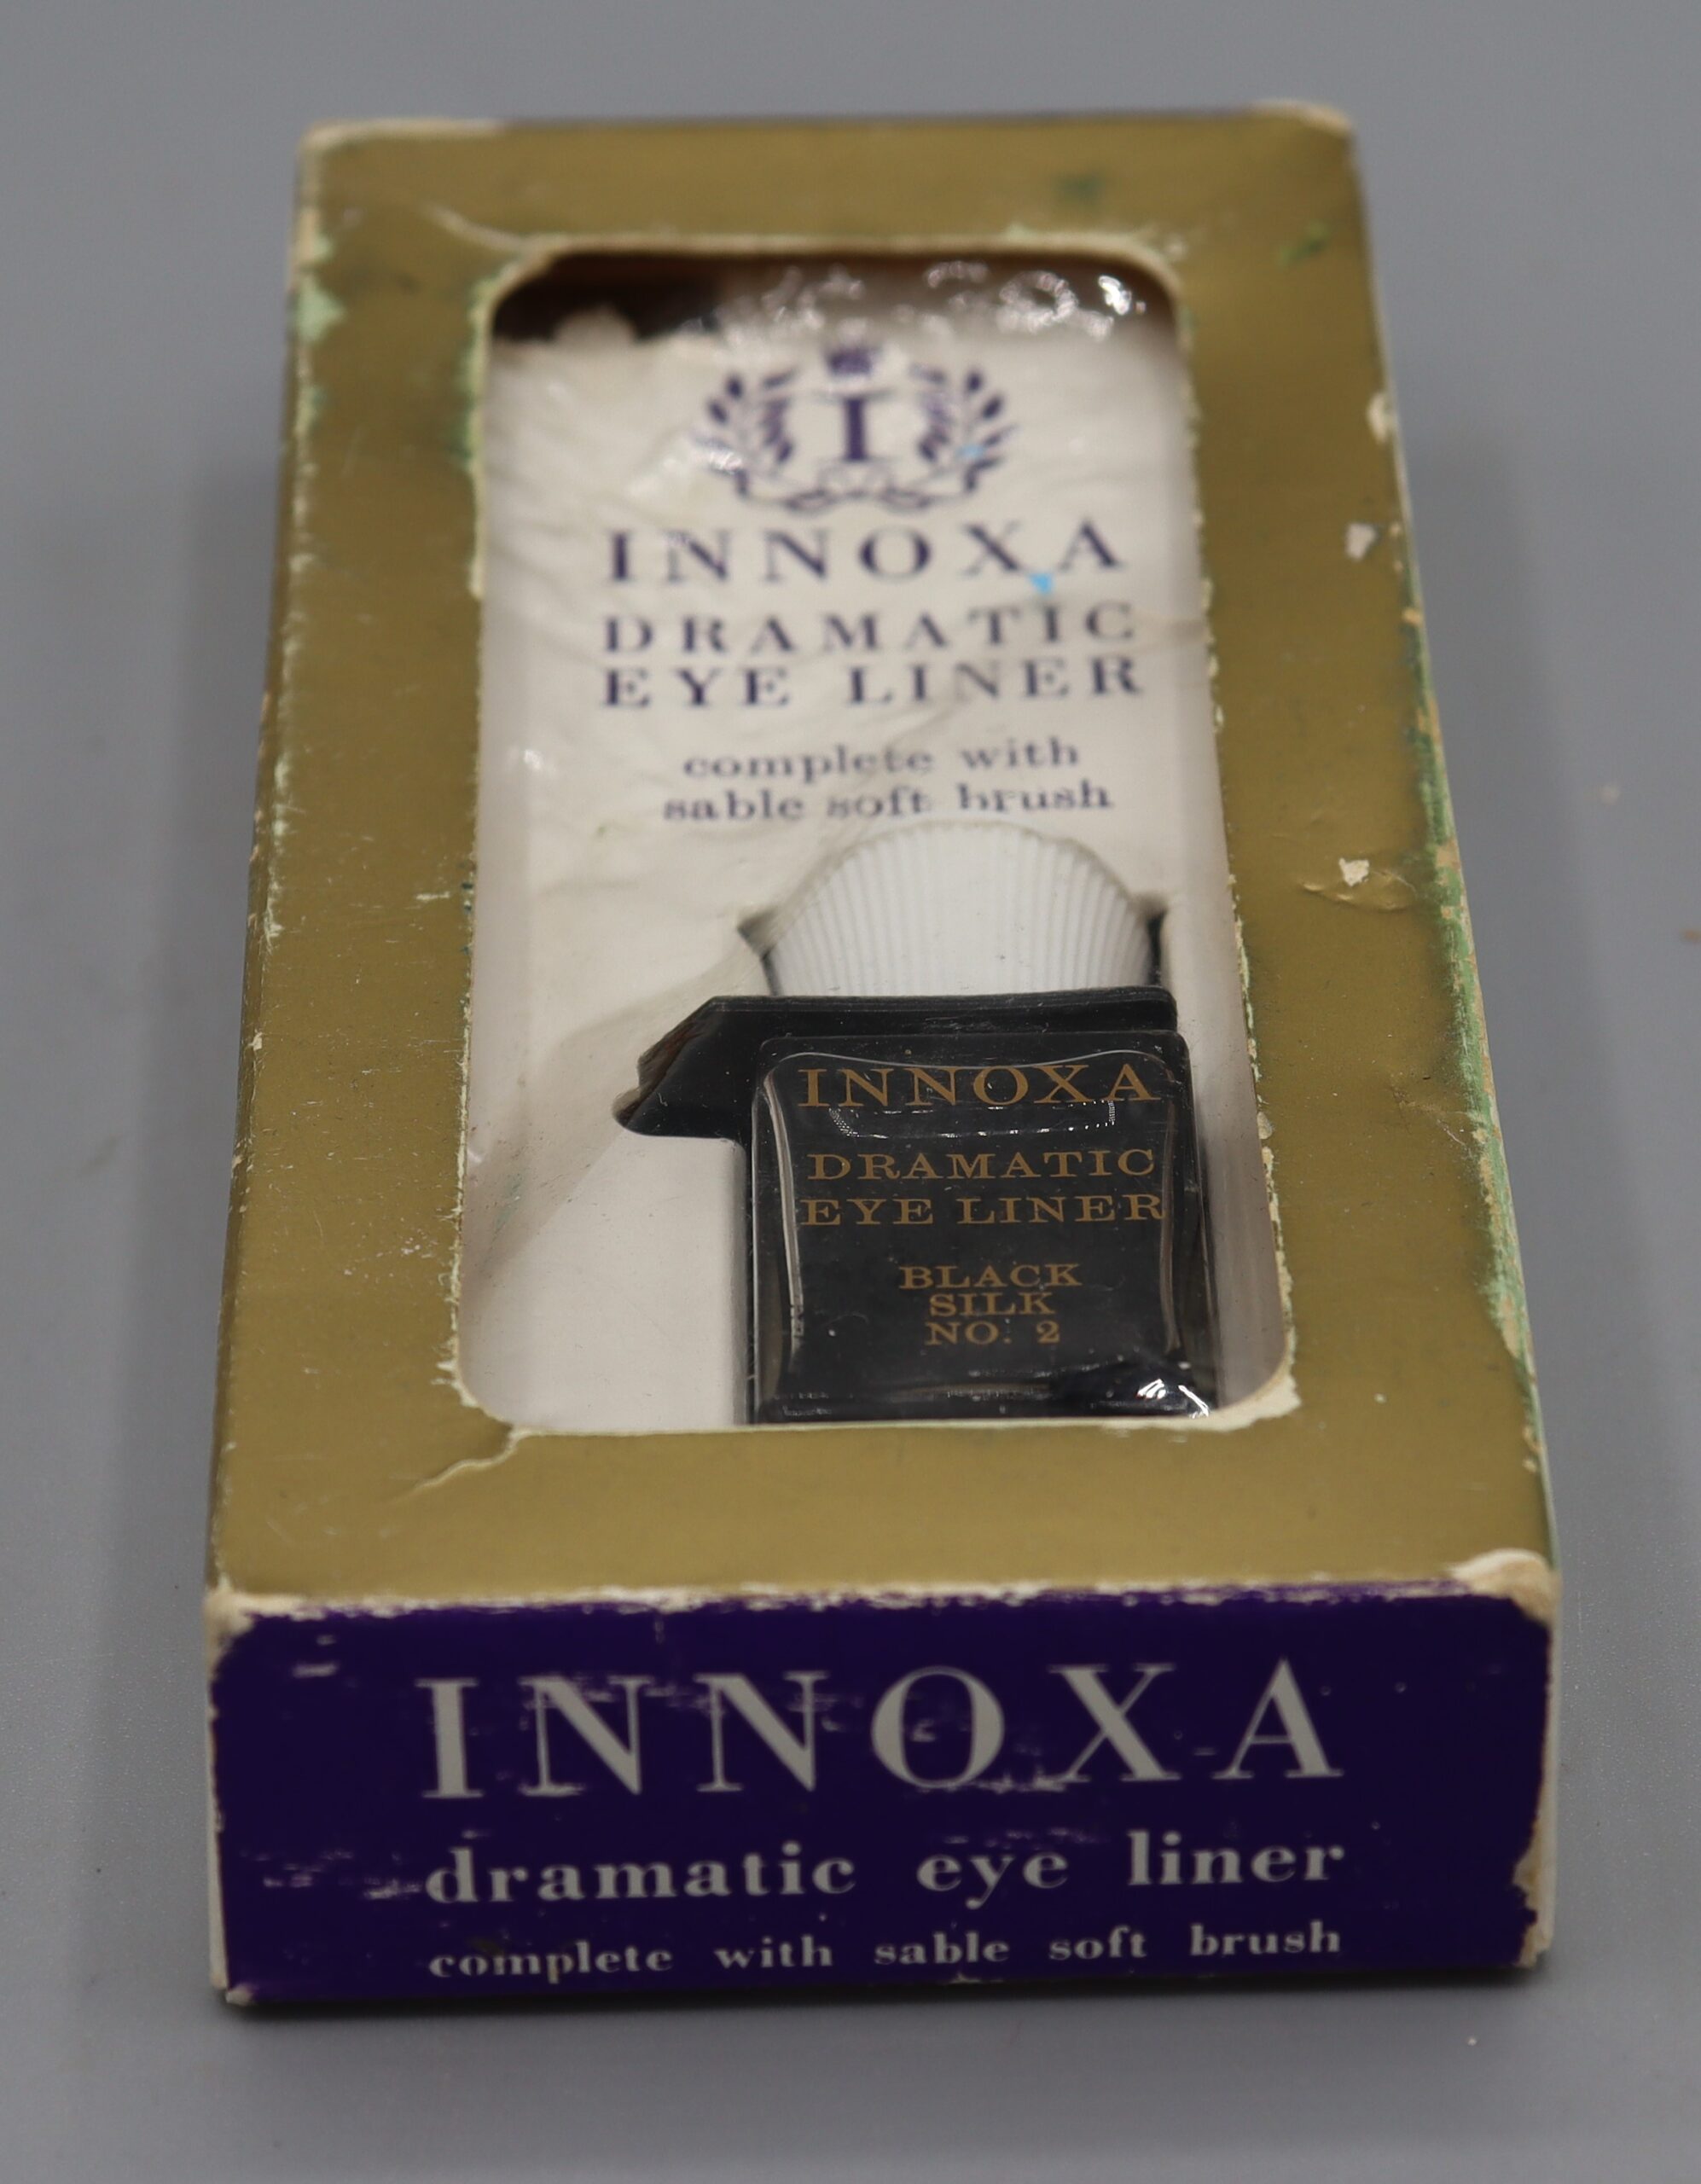 I
INNOXA
DRAMATIC
EYE LINER
complete with
sable soft brush
INNOXA
DRAMATIC
EYE LINER
BLACK
SILK
NO. 2
INNOXA
dramatic eye liner
complete with sable soft brush